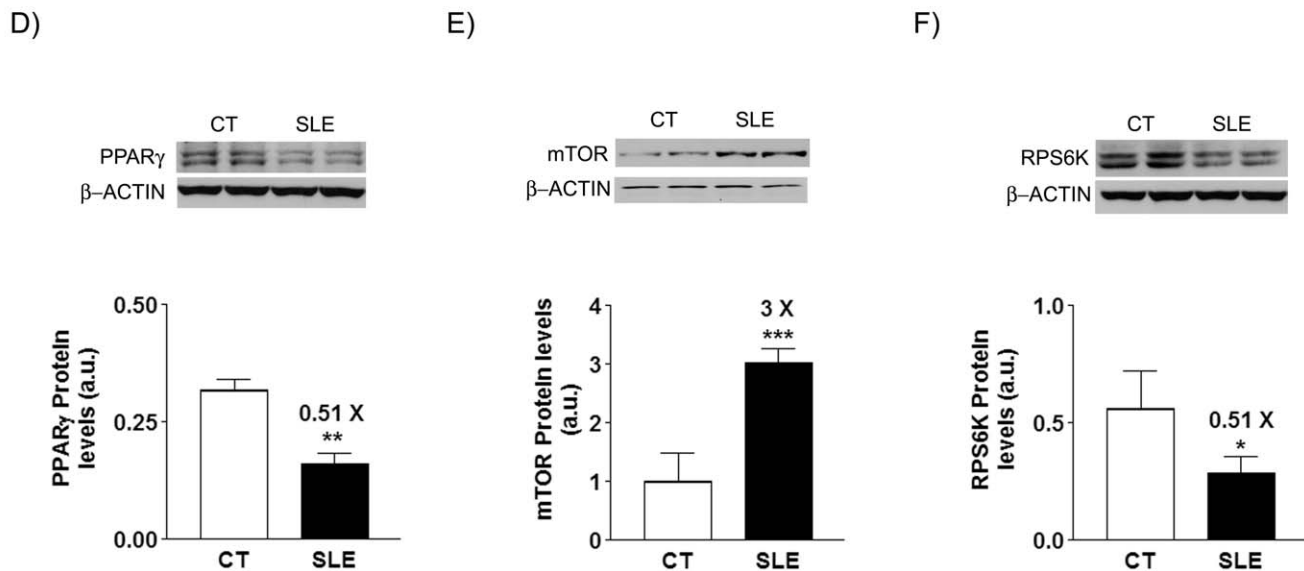 D)
CT SLE
PPARγ
β–ACTIN
PPARγ Protein
levels (a.u.)
0.50
0.25
0.00
0.51 X
**
CT SLE
E)
CT SLE
mTOR
β–ACTIN
mTOR Protein levels
(a.u.)
4
3
2
1
0
3 X
***
CT SLE
F)
CT SLE
RPS6K
β–ACTIN
RPS6K Protein
levels (a.u.)
1.0
0.5
0.0
0.51 X
*
CT SLE